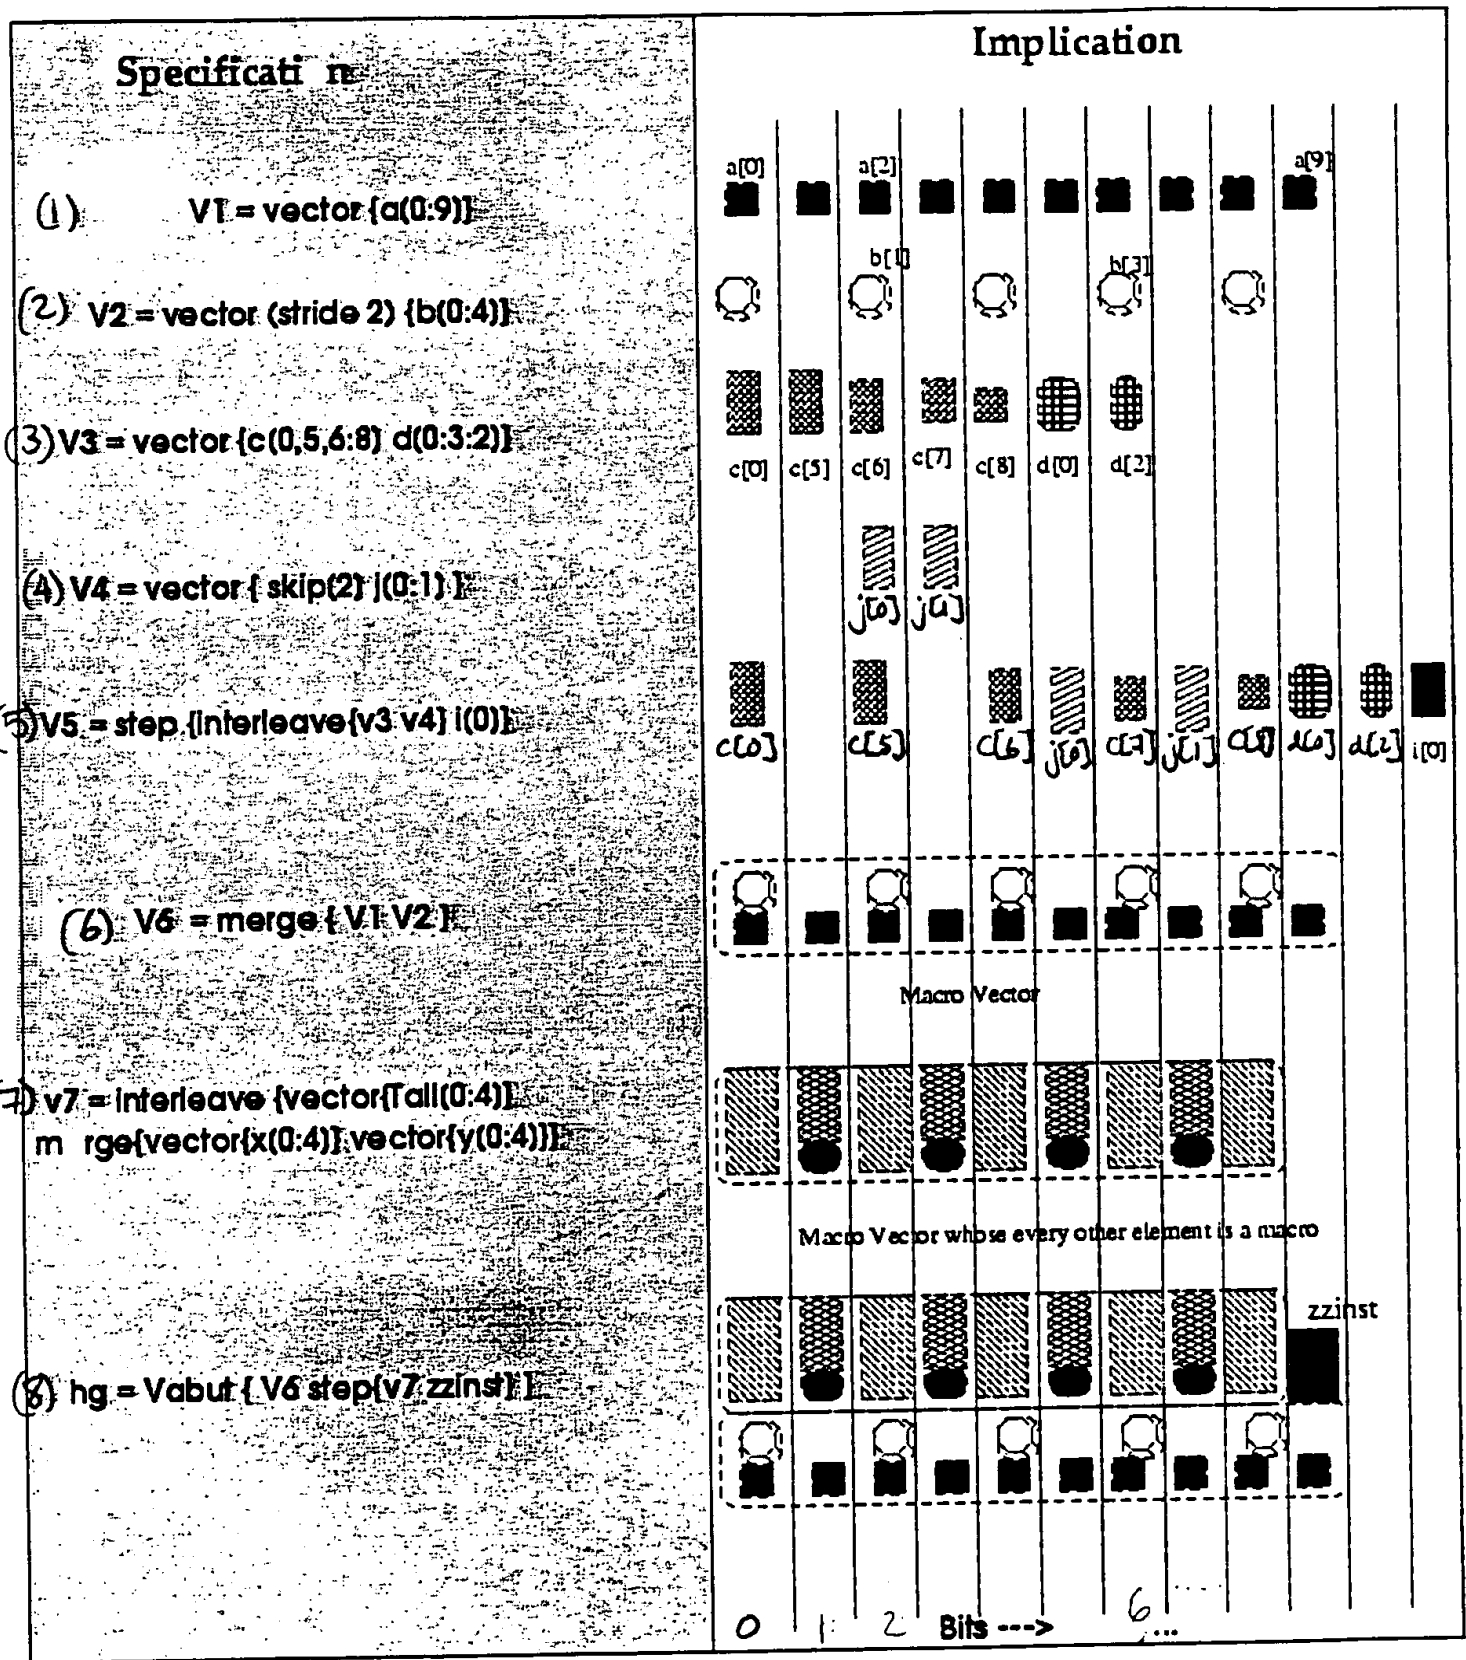 Specificati n
Implication
a[0] a[2] a[9]
(1) V1 = vector {a(0:9)}
b[1] b[3]
(2) V2 = vector (stride 2) {b(0:4)}
(3) V3 = vector {c(0,5,6:8) d(0:3:2)}
c[0] c[5] c[6] c[7] c[8] d[0] d[2]
(4) V4 = vector { skip(2) j(0:1) }
j[0] j[1]
(5) V5 = step {interleave{v3 v4} i(0)}
c[0] c[5] c[6] j[0] c[7] j[1] c[8] d[0] d[2] i[0]
(6) V6 = merge { V1 V2 }
Macro Vector
7) v7 = interleave {vector{Tall(0:4)}
m rge{vector{x(0:4)} vector{y(0:4)}}}
Macro Vector whose every other element is a macro
zzinst
(8) hg = Vabut { V6 step{v7 zzinst} }
0 1 2 Bits ---> 6 ...